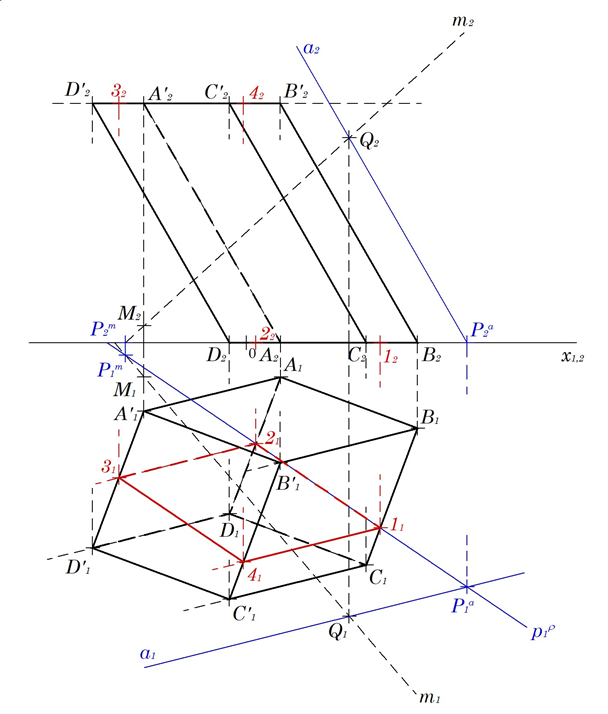 m₂
a₂
D'₂ 3₂ A'₂ C'₂ 4₂ B'₂
Q₂
M₂
P₂ᵐ 2₂ P₂ᵃ
D₂ 0 A₂ C₂ 1₂ B₂ x₁,₂
P₁ᵐ
M₁ A₁
A'₁ B₁
2₁
3₁ B'₁
D₁ 1₁
D'₁ 4₁ C₁
C'₁ P₁ᵃ
Q₁ p₁ᵖ
a₁
m₁